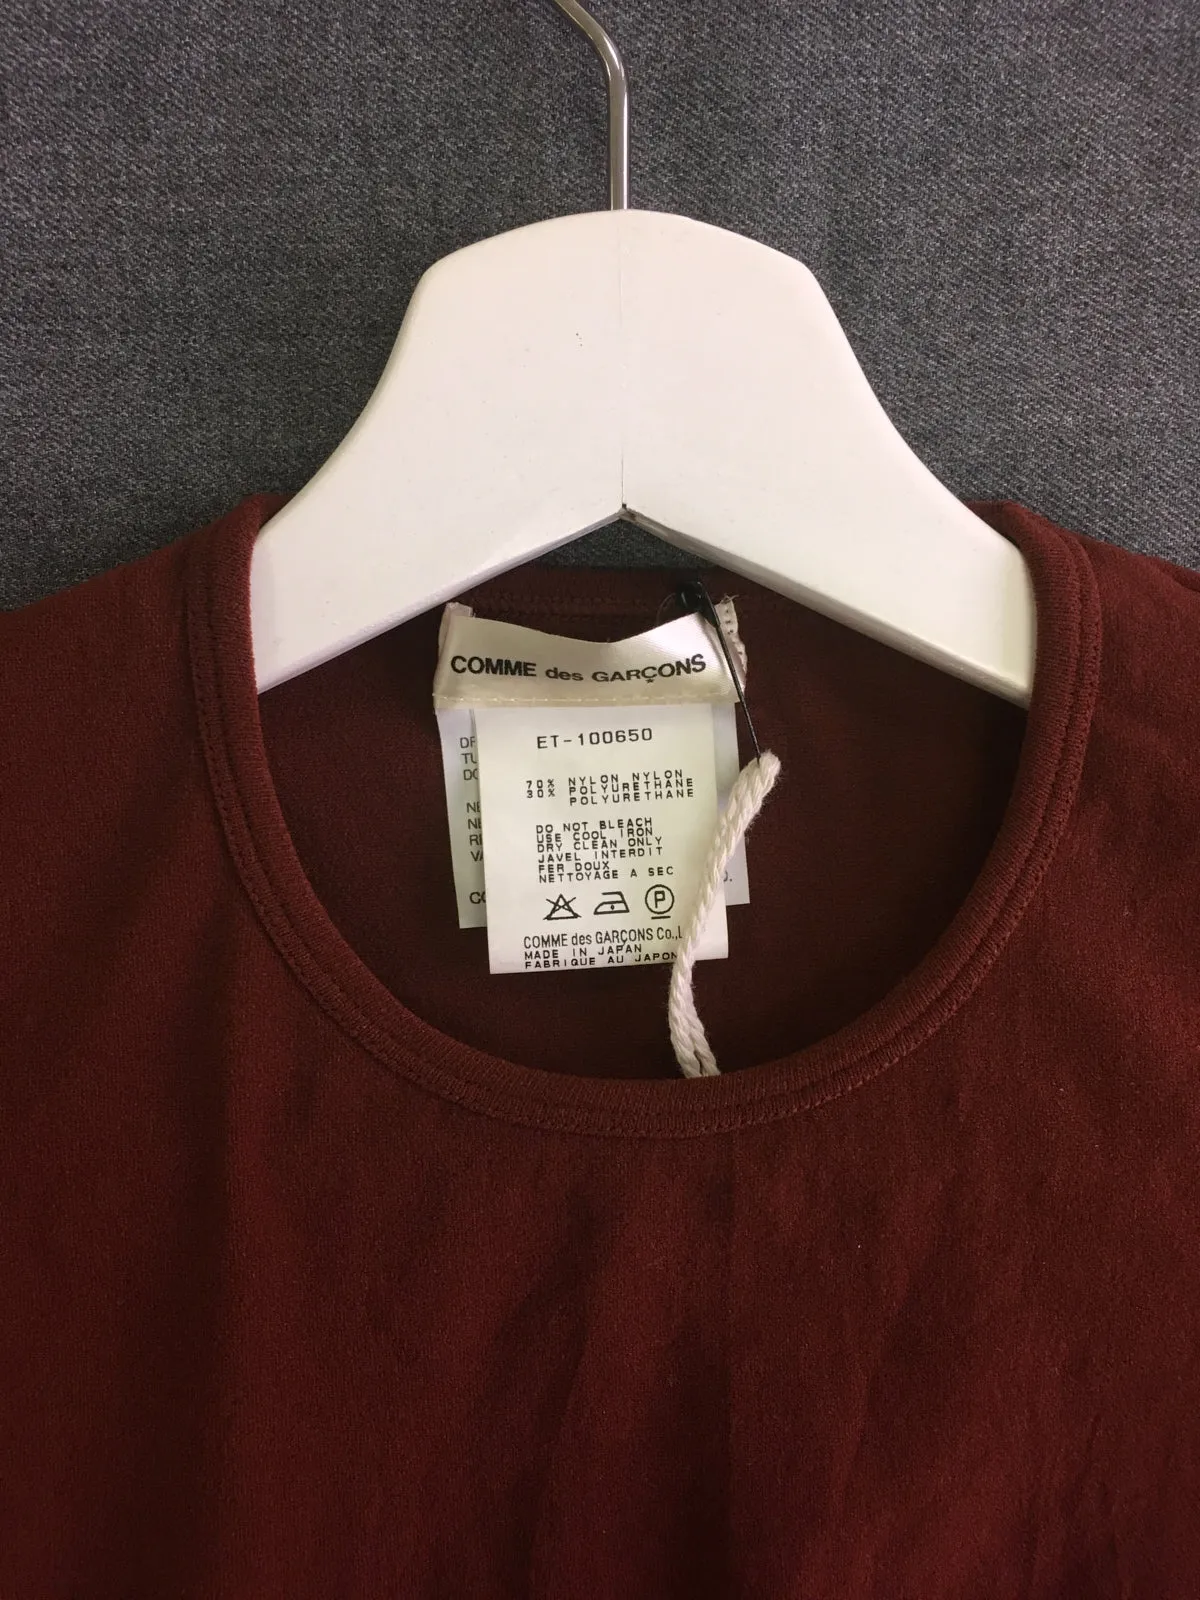 COMME des GARÇONS
ET-100650
70% NYLON NYLON
30% POLYURETHANE
POLYURETHANE
DO NOT BLEACH
USE COOL IRON
DRY CLEAN ONLY
JAVEL INTERDIT
FER DOUX
NETTOYAGE A SEC
P
COMME des GARÇONS Co.,L
MADE IN JAPAN
FABRIQUE AU JAPON